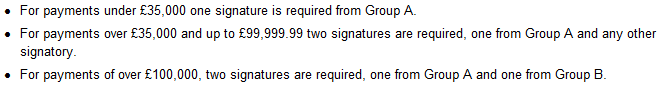 • For payments under £35,000 one signature is required from Group A.
• For payments over £35,000 and up to £99,999.99 two signatures are required, one from Group A and any other
signatory.
• For payments of over £100,000, two signatures are required, one from Group A and one from Group B.